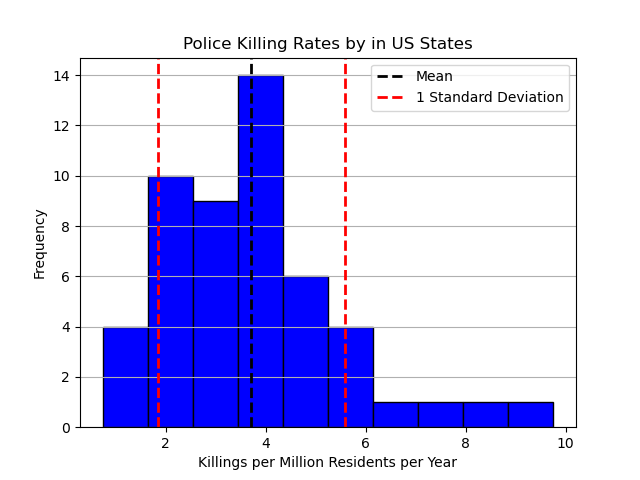 Police Killing Rates by in US States
Mean
1 Standard Deviation
14
12
10
8
6
4
2
0
Frequency
2 4 6 8 10
Killings per Million Residents per Year